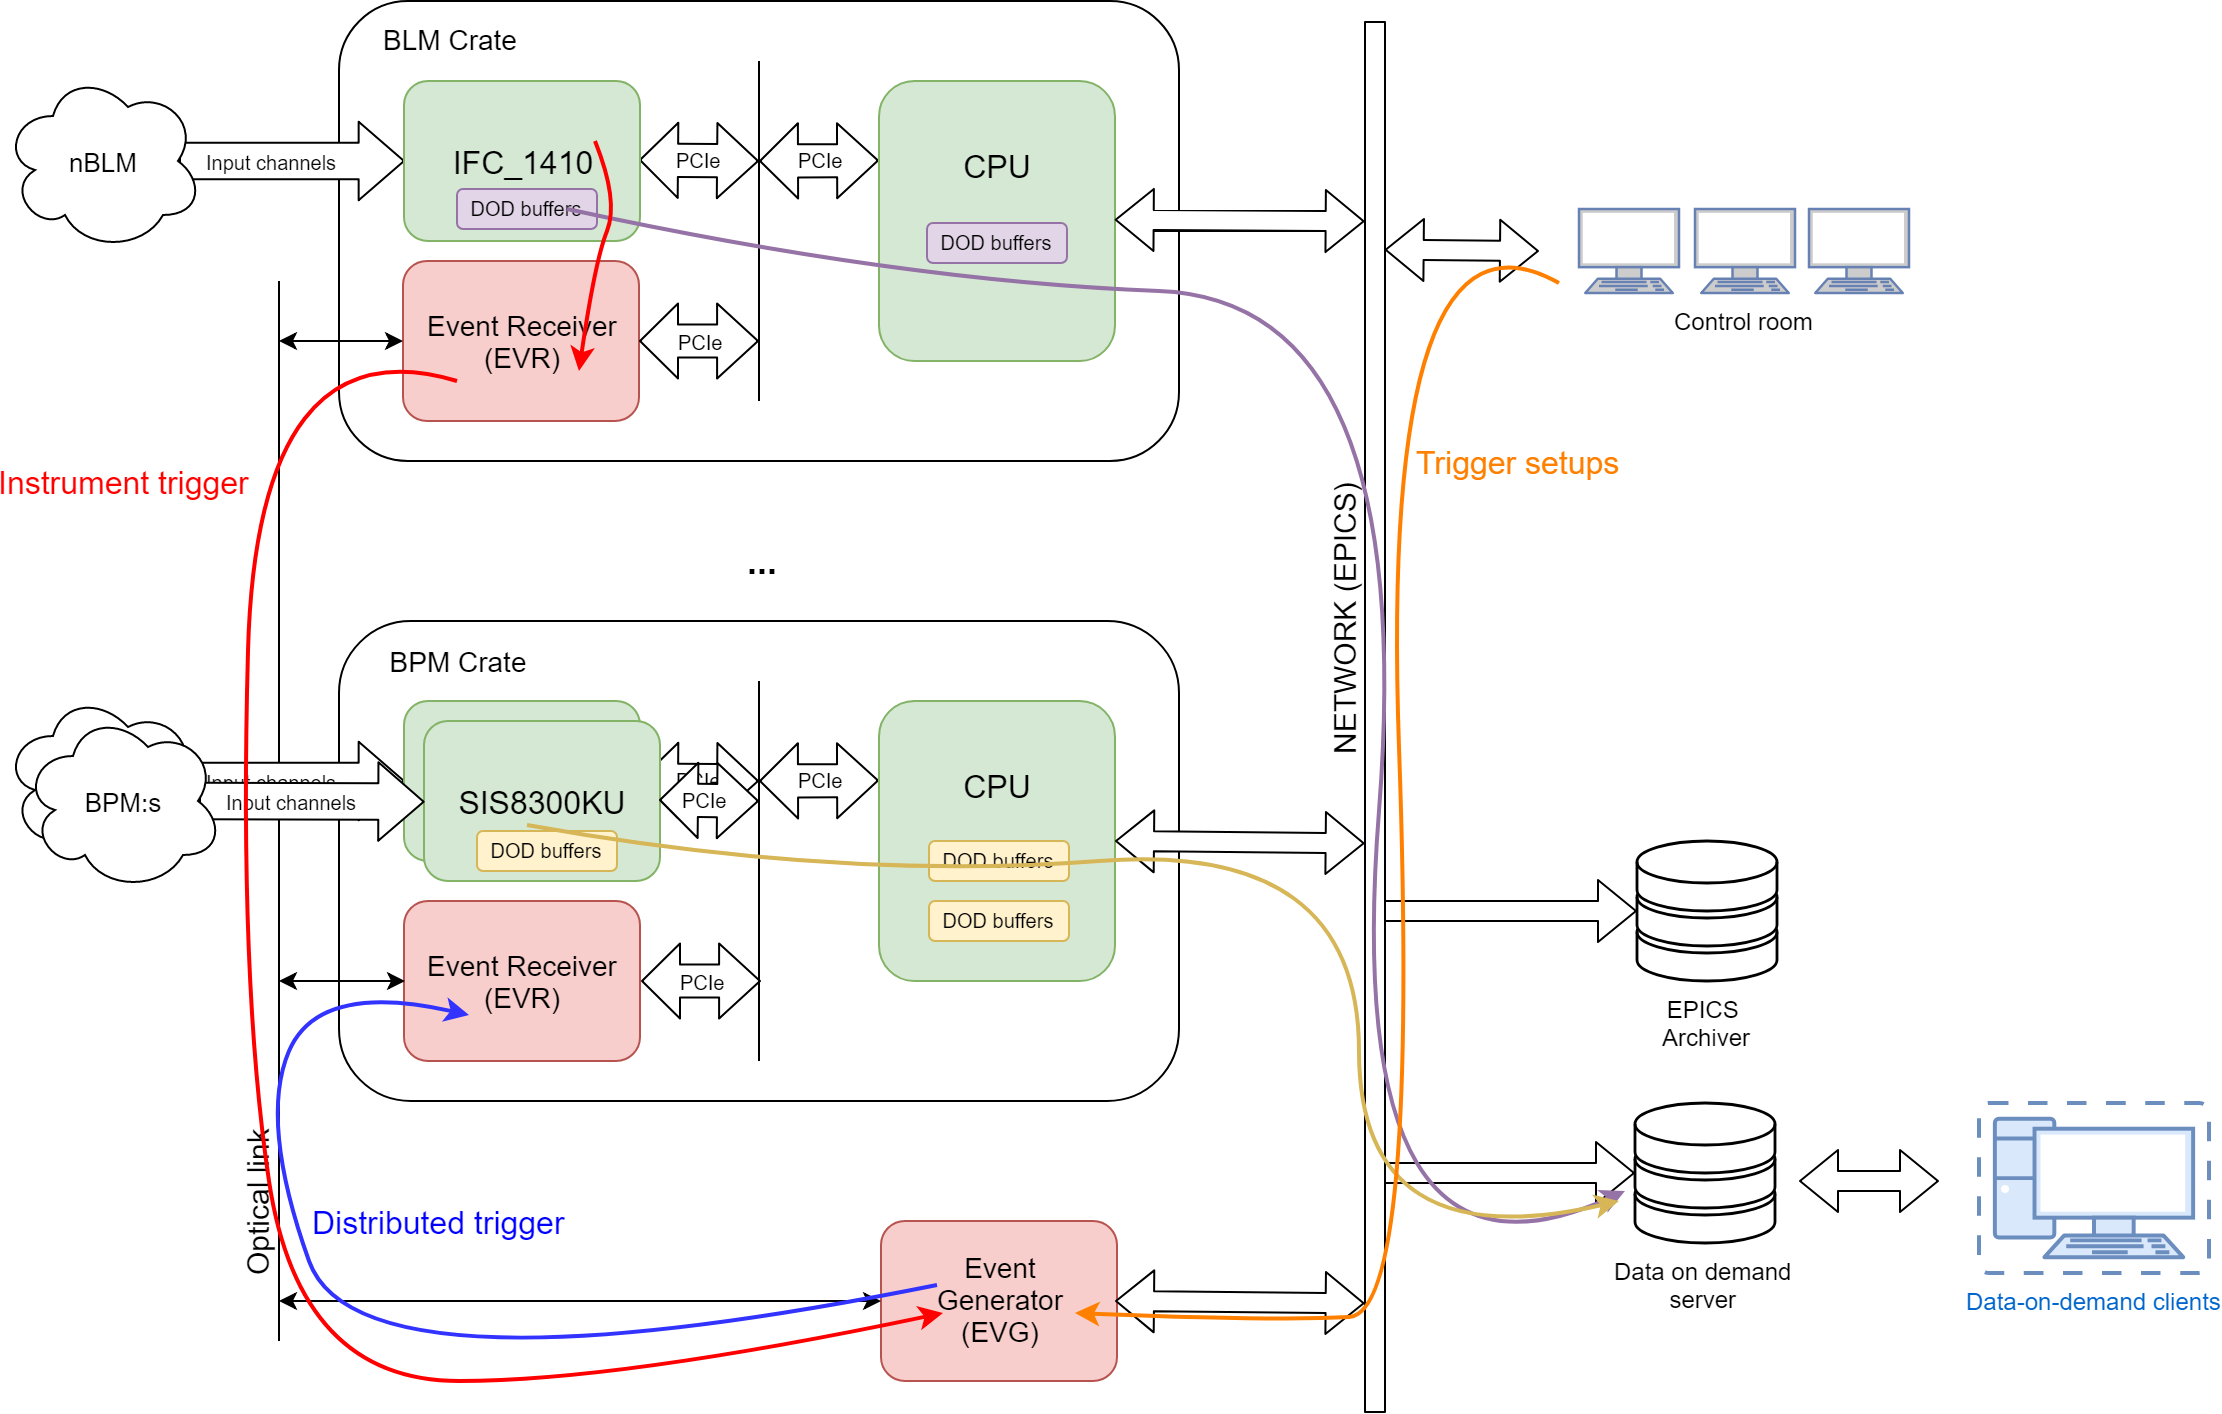 BLM Crate
nBLM
Input channels
IFC_1410
DOD buffers
PCIe
PCIe
CPU
DOD buffers
Event Receiver
(EVR)
PCIe
Control room
Instrument trigger
Trigger setups
NETWORK (EPICS)
...
BPM Crate
BPM:s
Input channels
Input channels
SIS8300KU
DOD buffers
PCIe
PCIe
PCIe
CPU
DOD buffers
DOD buffers
Event Receiver
(EVR)
PCIe
EPICS
Archiver
Optical link
Distributed trigger
Event
Generator
(EVG)
Data on demand
server
Data-on-demand clients